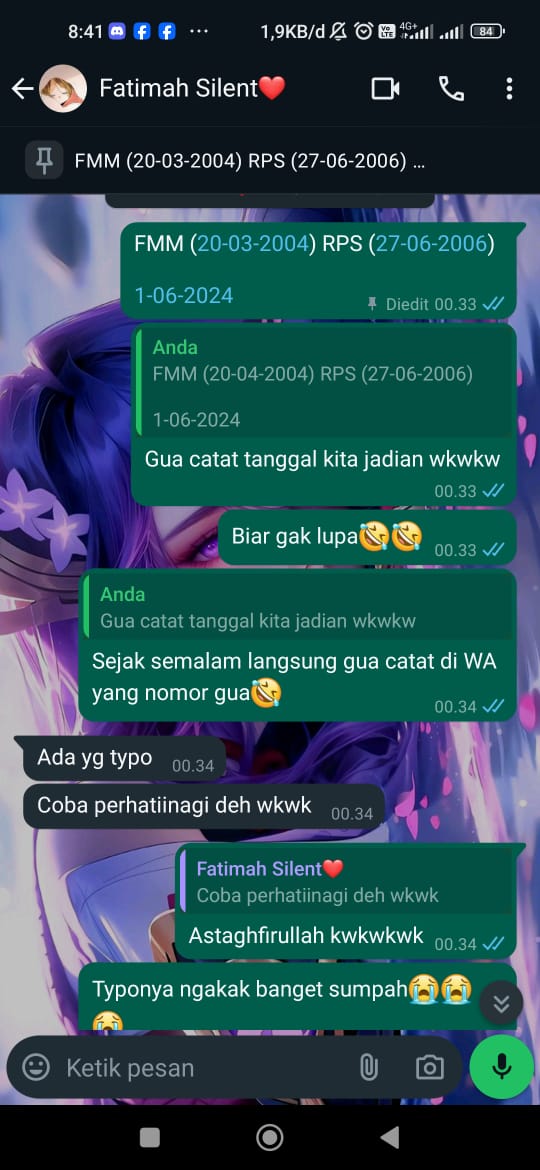 8:41
1,9KB/d
Vo LTE
4G+
84
Fatimah Silent❤️
FMM (20-03-2004) RPS (27-06-2006) ...
FMM (20-03-2004) RPS (27-06-2006)
1-06-2024
Diedit 00.33
Anda
FMM (20-04-2004) RPS (27-06-2006)
1-06-2024
Gua catat tanggal kita jadian wkwkw
00.33
Biar gak lupa🤣🤣 00.33
Anda
Gua catat tanggal kita jadian wkwkw
Sejak semalam langsung gua catat di WA
yang nomor gua🤣
00.34
Ada yg typo 00.34
Coba perhatiinagi deh wkwk 00.34
Fatimah Silent❤️
Coba perhatiinagi deh wkwk
Astaghfirullah kwkwkwk 00.34
Typonya ngakak banget sumpah😭😭
😭
Ketik pesan